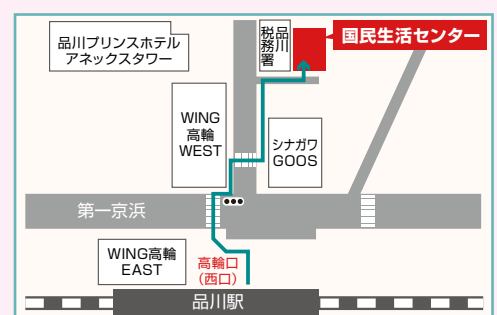 品川プリンスホテル
アネックスタワー
品川
税務署
国民生活センター
WING
高輪
WEST
シナガワ
GOOS
第一京浜
WING高輪
EAST
高輪口
(西口)
品川駅